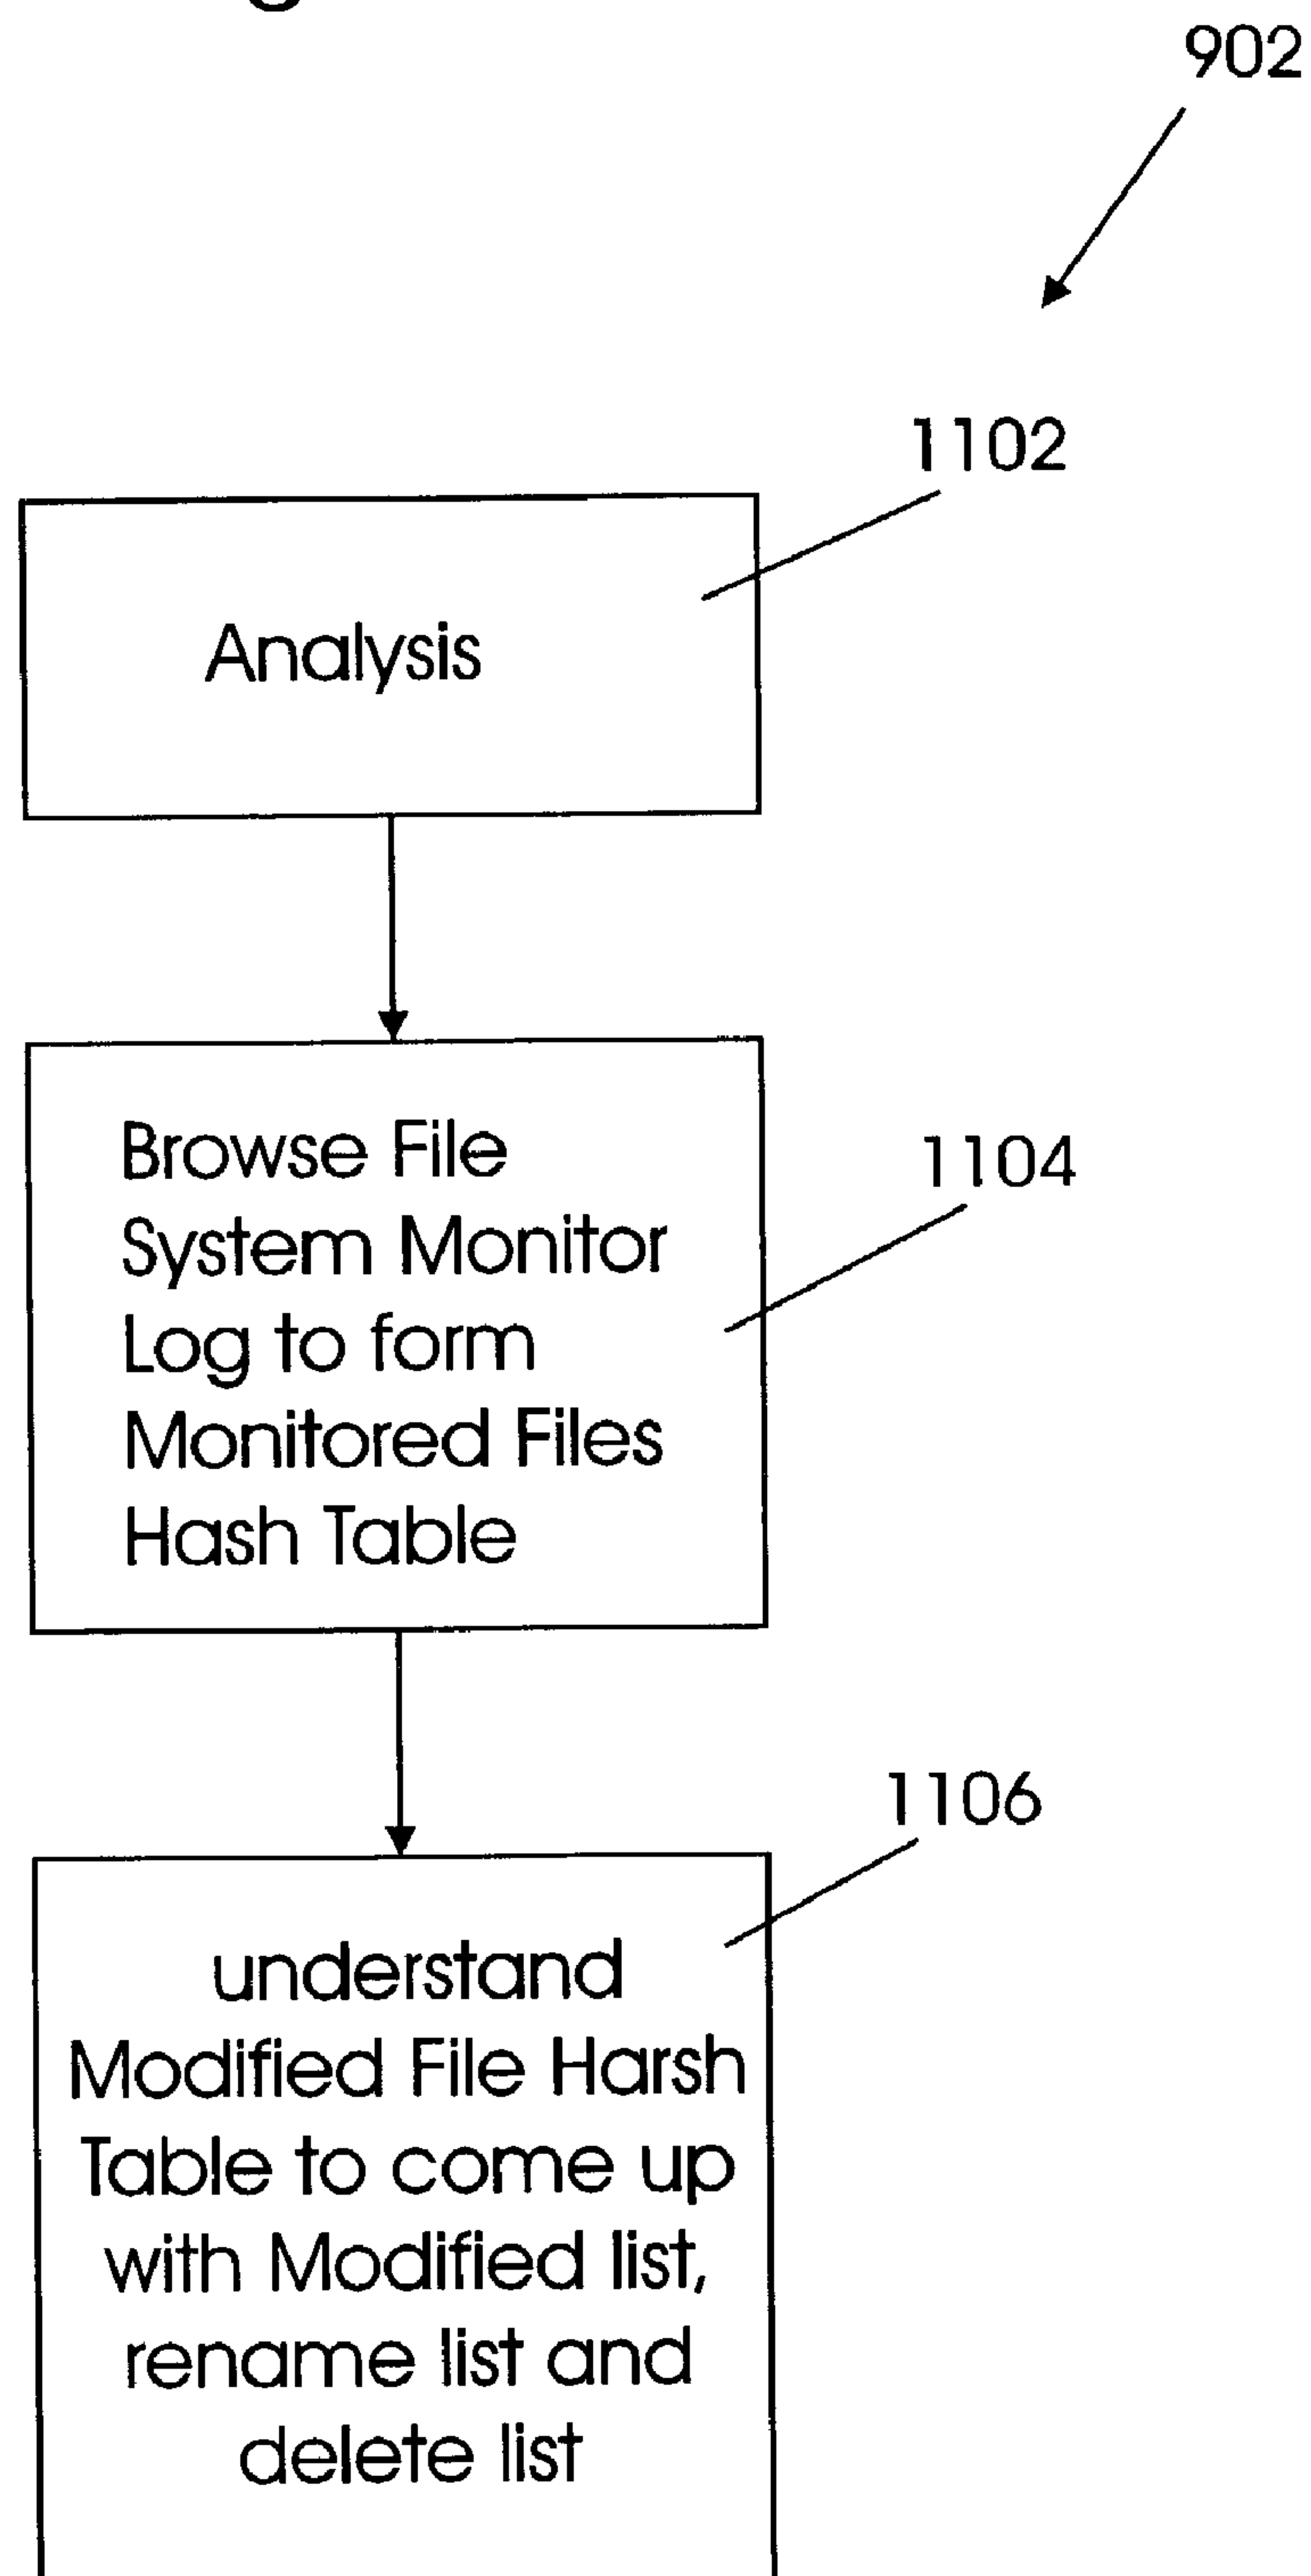 902
1102
Analysis
Browse File
System Monitor
Log to form
Monitored Files
Hash Table
1104
1106
understand
Modified File Harsh
Table to come up
with Modified list,
rename list and
delete list